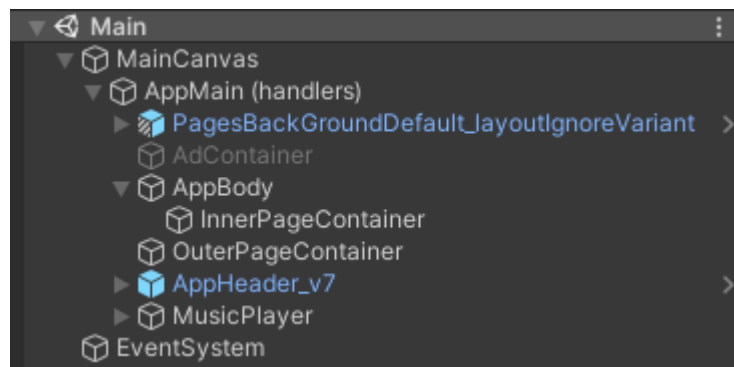 Main
MainCanvas
AppMain (handlers)
PagesBackGroundDefault_layoutIgnoreVariant
AdContainer
AppBody
InnerPageContainer
OuterPageContainer
AppHeader_v7
MusicPlayer
EventSystem